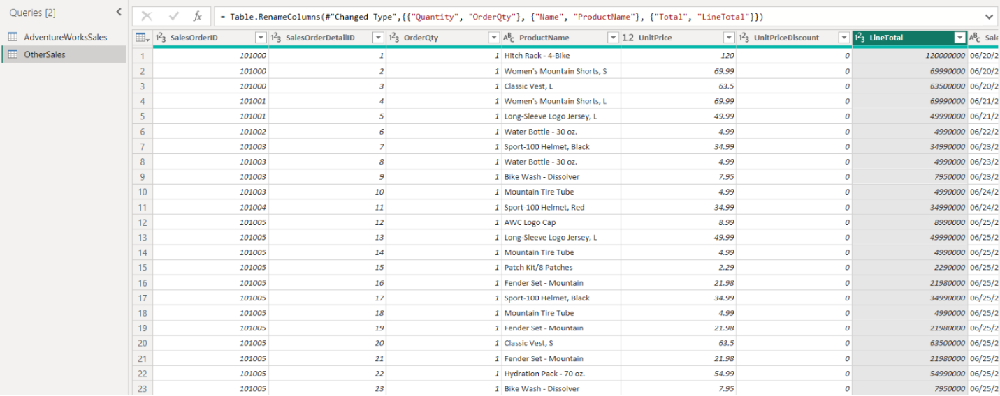 Queries [2]
AdventureWorksSales
OtherSales
fx = Table.RenameColumns(#"Changed Type",{{"Quantity", "OrderQty"}, {"Name", "ProductName"}, {"Total", "LineTotal"}})
1²3 SalesOrderID 1²3 SalesOrderDetailID 1²3 OrderQty ABC ProductName 1.2 UnitPrice 1²3 UnitPriceDiscount 1²3 LineTotal ABC Sale
1 101000 1 1 Hitch Rack - 4-Bike 120 0 120000000 06/20/2
2 101000 2 1 Women's Mountain Shorts, S 69.99 0 69990000 06/20/2
3 101000 3 1 Classic Vest, L 63.5 0 63500000 06/20/2
4 101001 4 1 Women's Mountain Shorts, L 69.99 0 69990000 06/21/2
5 101001 5 1 Long-Sleeve Logo Jersey, L 49.99 0 49990000 06/21/2
6 101002 6 1 Water Bottle - 30 oz. 4.99 0 4990000 06/22/2
7 101003 7 1 Sport-100 Helmet, Black 34.99 0 34990000 06/23/2
8 101003 8 1 Water Bottle - 30 oz. 4.99 0 4990000 06/23/2
9 101003 9 1 Bike Wash - Dissolver 7.95 0 7950000 06/23/2
10 101003 10 1 Mountain Tire Tube 4.99 0 4990000 06/24/2
11 101004 11 1 Sport-100 Helmet, Red 34.99 0 34990000 06/24/2
12 101005 12 1 AWC Logo Cap 8.99 0 8990000 06/25/2
13 101005 13 1 Long-Sleeve Logo Jersey, L 49.99 0 49990000 06/25/2
14 101005 14 1 Mountain Tire Tube 4.99 0 4990000 06/25/2
15 101005 15 1 Patch Kit/8 Patches 2.29 0 2290000 06/25/2
16 101005 16 1 Fender Set - Mountain 21.98 0 21980000 06/25/2
17 101005 17 1 Sport-100 Helmet, Black 34.99 0 34990000 06/25/2
18 101005 18 1 Mountain Tire Tube 4.99 0 4990000 06/25/2
19 101005 19 1 Fender Set - Mountain 21.98 0 21980000 06/25/2
20 101005 20 1 Classic Vest, S 63.5 0 63500000 06/25/2
21 101005 21 1 Fender Set - Mountain 21.98 0 21980000 06/25/2
22 101005 22 1 Hydration Pack - 70 oz. 54.99 0 54990000 06/25/2
23 101005 23 1 Bike Wash - Dissolver 7.95 0 7950000 06/25/2